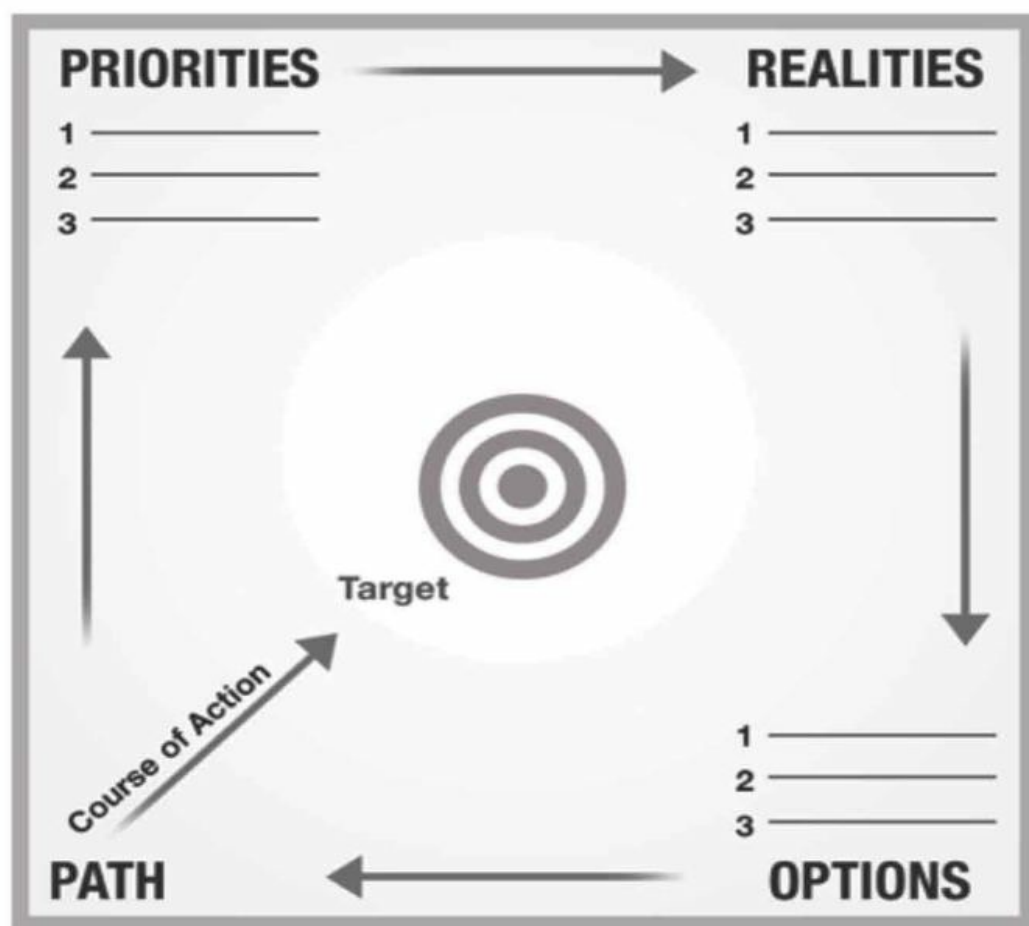 PRIORITIES
1
2
3
REALITIES
1
2
3
Target
Course of Action
1
2
3
PATH
OPTIONS